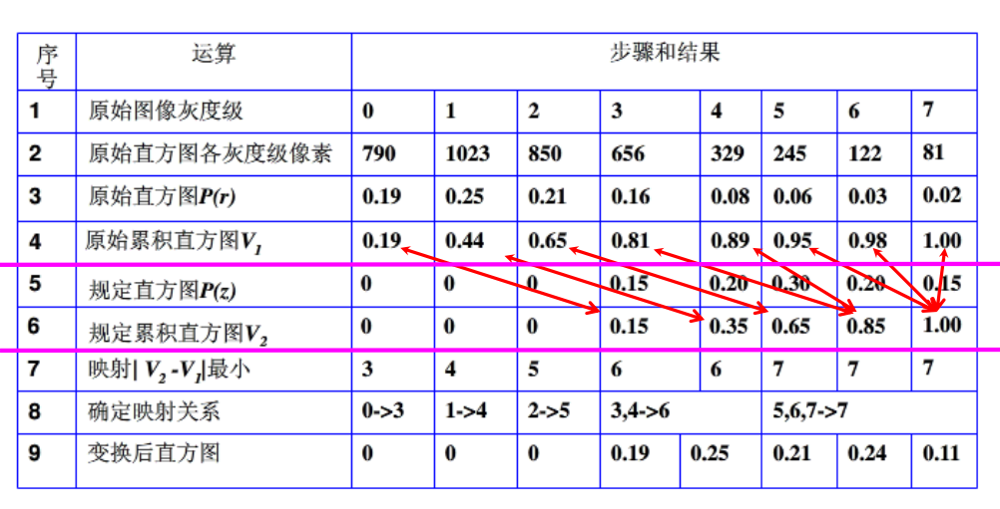 序号 运算 步骤和结果
1 原始图像灰度级 0 1 2 3 4 5 6 7
2 原始直方图各灰度级像素 790 1023 850 656 329 245 122 81
3 原始直方图P(r) 0.19 0.25 0.21 0.16 0.08 0.06 0.03 0.02
4 原始累积直方图V1 0.19 0.44 0.65 0.81 0.89 0.95 0.98 1.00
5 规定直方图P(z) 0 0 0 0.15 0.20 0.30 0.20 0.15
6 规定累积直方图V2 0 0 0 0.15 0.35 0.65 0.85 1.00
7 映射| V2 -V1|最小 3 4 5 6 6 7 7 7
8 确定映射关系 0->3 1->4 2->5 3,4->6 5,6,7->7
9 变换后直方图 0 0 0 0.19 0.25 0.21 0.24 0.11